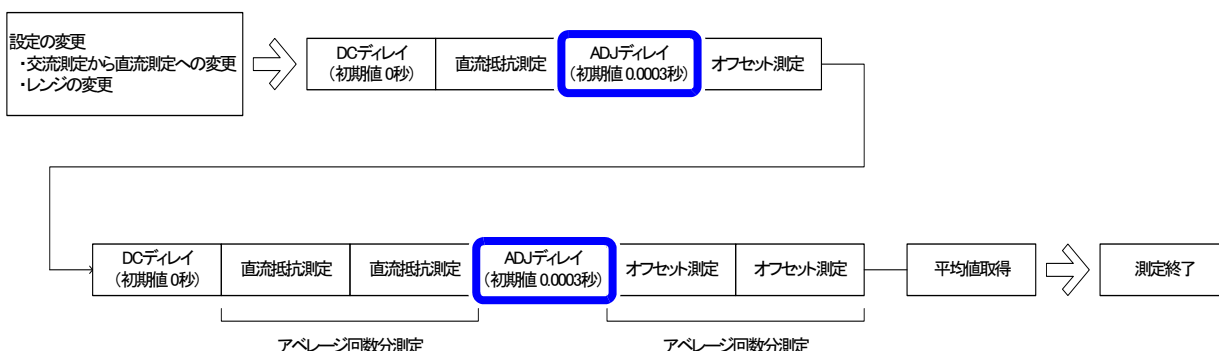 設定の変更
・交流測定から直流測定への変更
・レンジの変更
DCディレイ
（初期値 0秒）
直流抵抗測定
ADJディレイ
（初期値 0.0003秒）
オフセット測定
DCディレイ
（初期値 0秒）
直流抵抗測定
直流抵抗測定
ADJディレイ
（初期値 0.0003秒）
オフセット測定
オフセット測定
平均値取得
測定終了
アベレージ回数分測定
アベレージ回数分測定